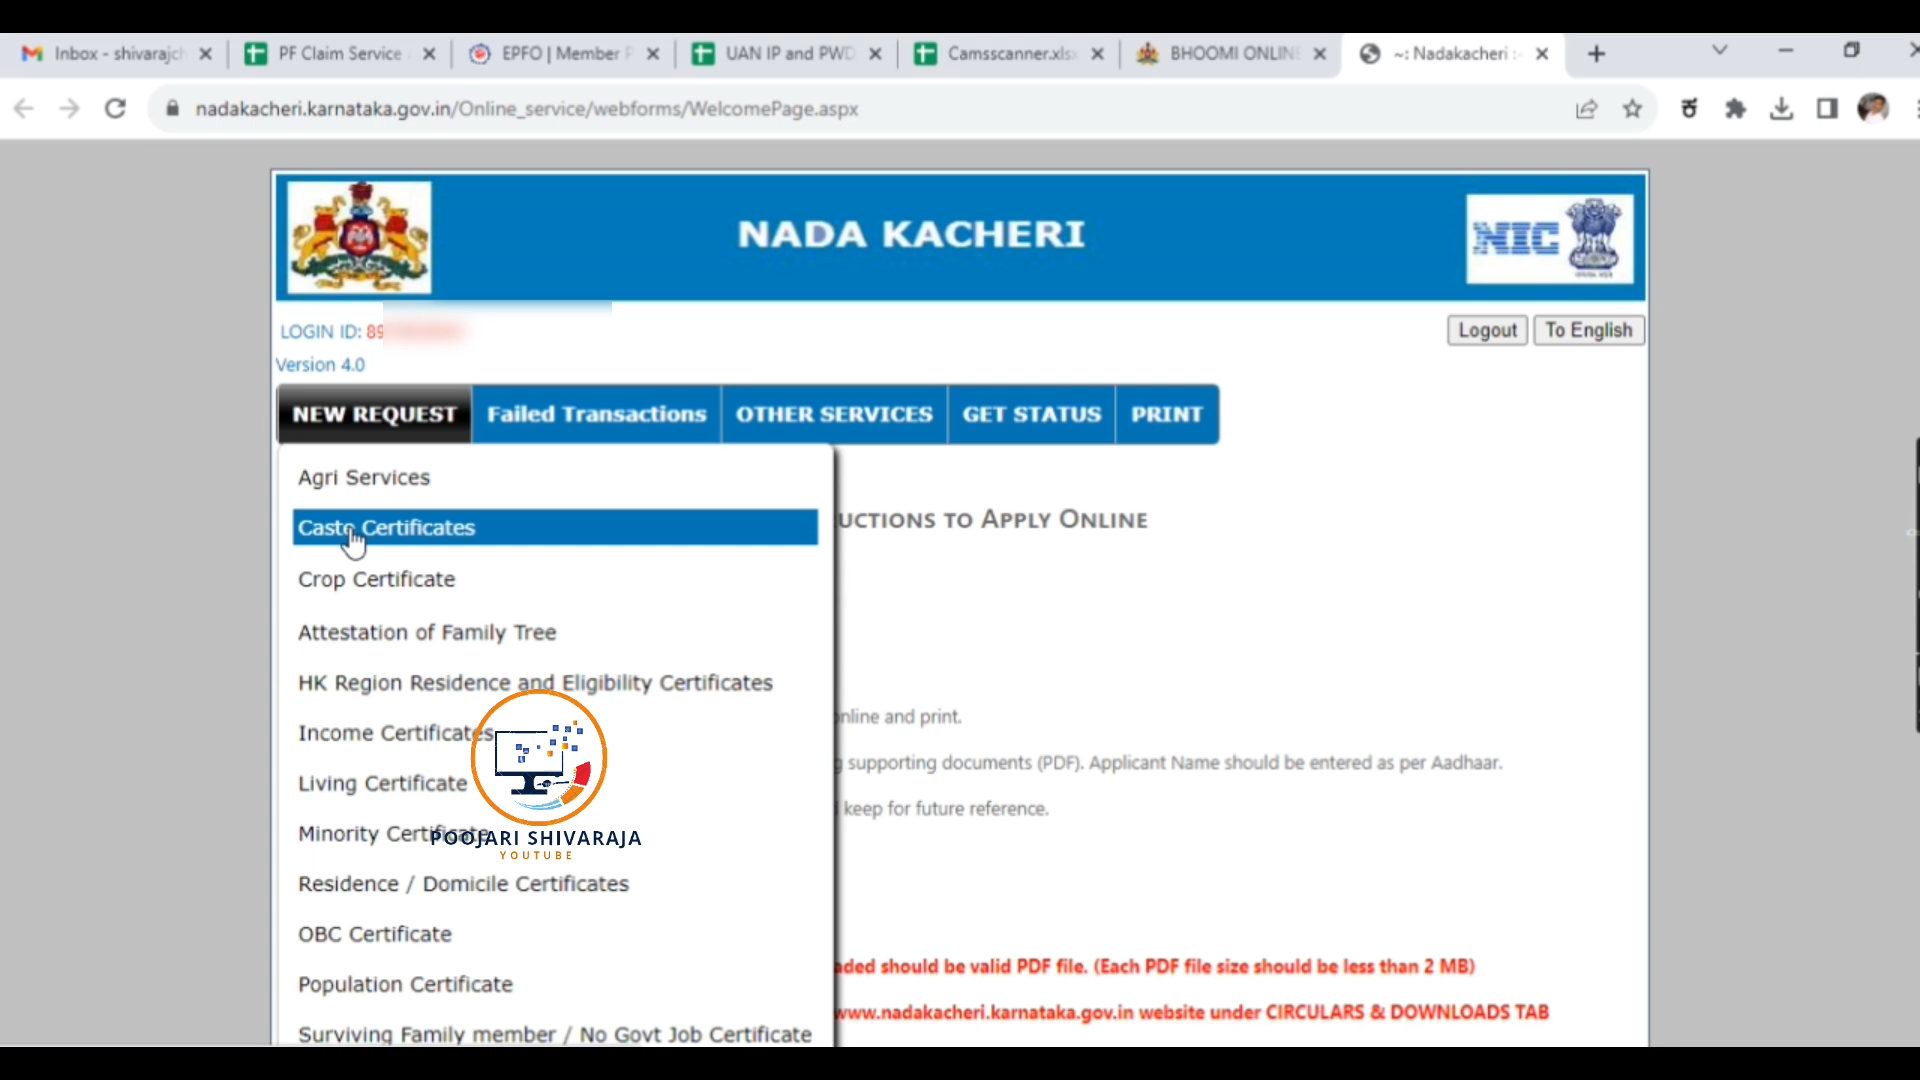 Inbox - shivarajch
PF Claim Service
EPFO | Member P
UAN IP and PWD
Camsscanner.xls
BHOOMI ONLINE
~: Nadakacheri :-
nadakacheri.karnataka.gov.in/Online_service/webforms/WelcomePage.aspx
ಕ
NADA KACHERI
NIC
LOGIN ID: 89
Logout
To English
Version 4.0
NEW REQUEST
Failed Transactions
OTHER SERVICES
GET STATUS
PRINT
Agri Services
UCTIONS TO APPLY ONLINE
Caste Certificates
Crop Certificate
Attestation of Family Tree
HK Region Residence and Eligibility Certificates
nline and print.
Income Certificates
g supporting documents (PDF). Applicant Name should be entered as per Aadhaar.
Living Certificate
keep for future reference.
Minority Certificate
POOJARI SHIVARAJA
YOUTUBE
Residence / Domicile Certificates
OBC Certificate
aded should be valid PDF file. (Each PDF file size should be less than 2 MB)
Population Certificate
www.nadakacheri.karnataka.gov.in website under CIRCULARS & DOWNLOADS TAB
Surviving Family member / No Govt Job Certificate